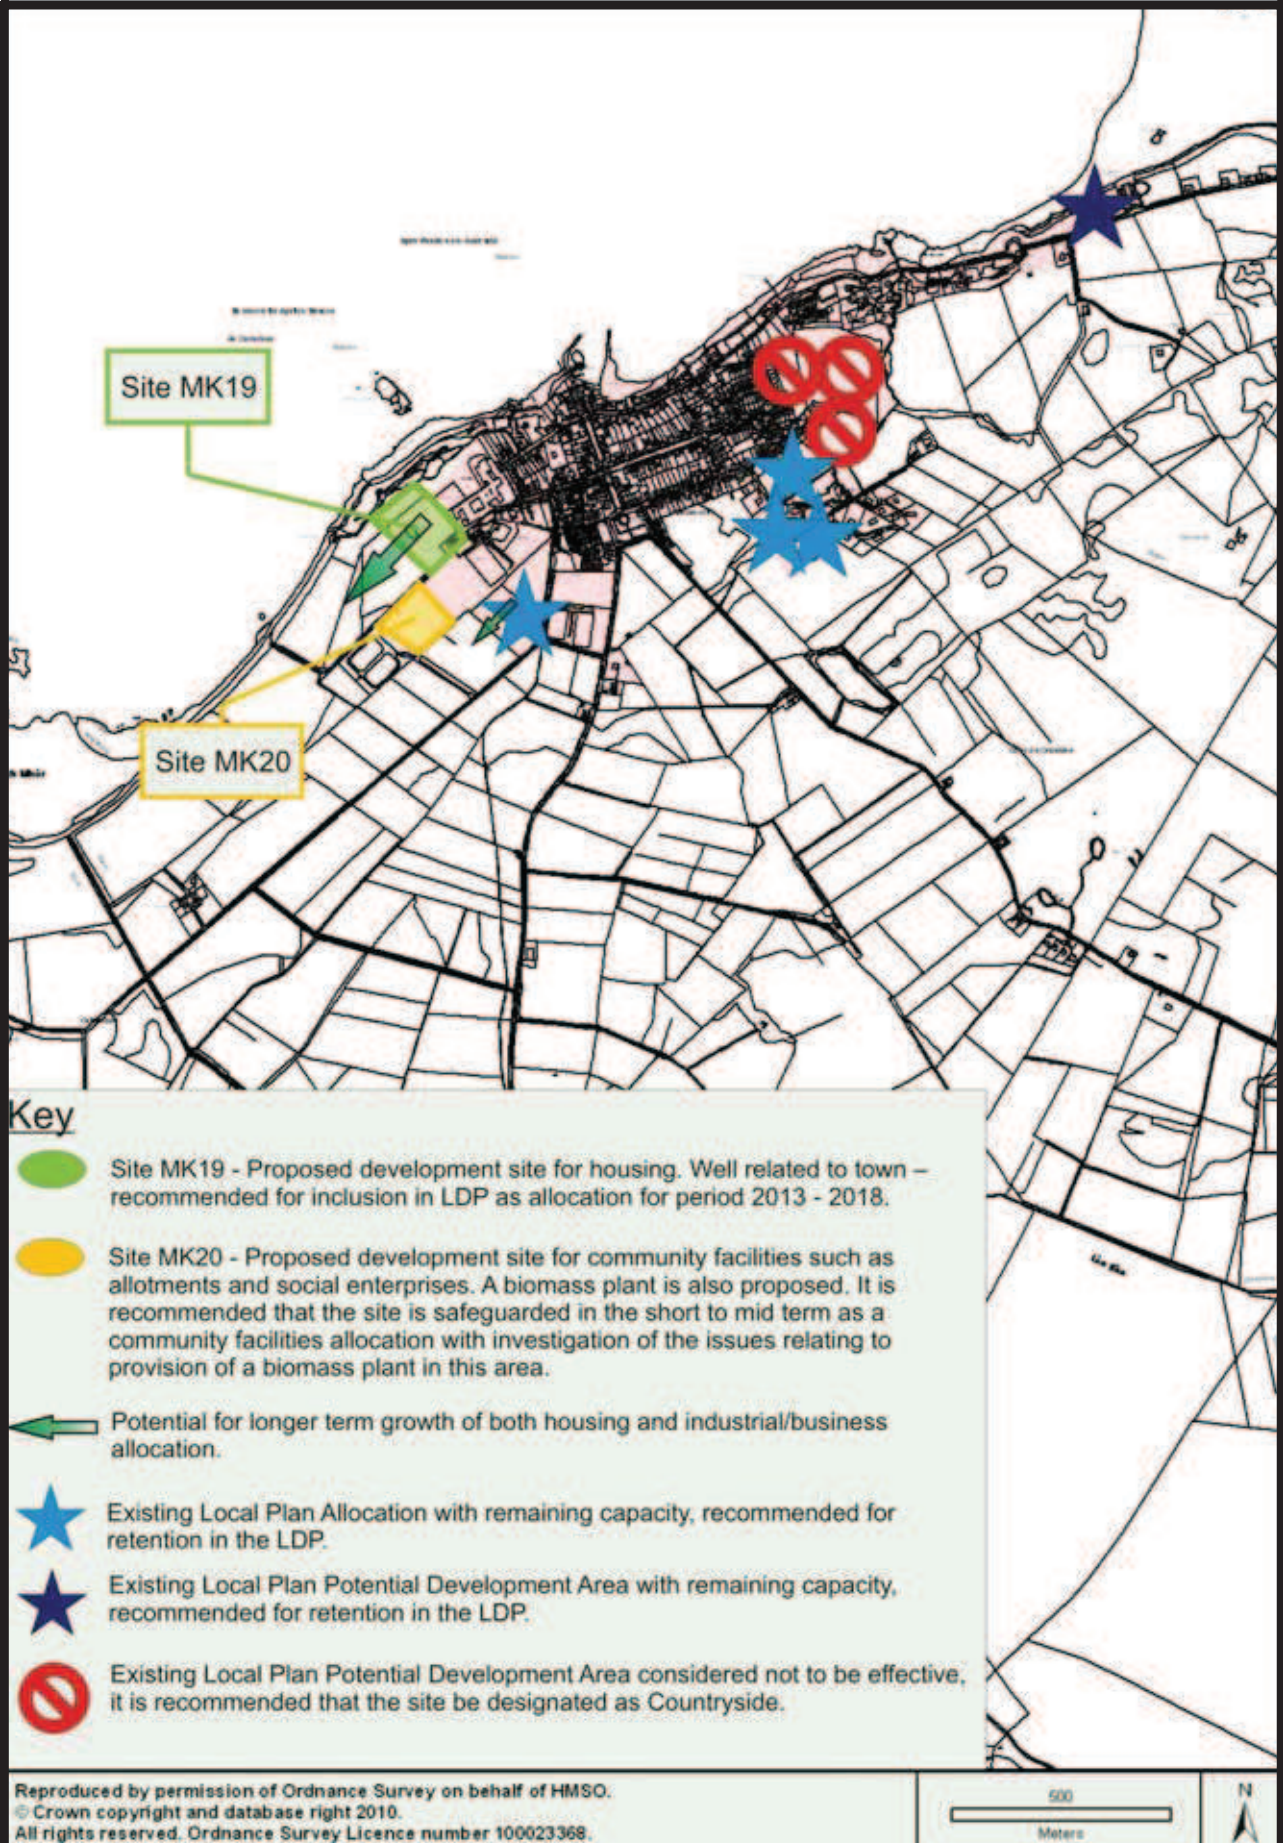 Site MK19
Site MK20
Key
Site MK19 - Proposed development site for housing. Well related to town –
recommended for inclusion in LDP as allocation for period 2013 - 2018.
Site MK20 - Proposed development site for community facilities such as
allotments and social enterprises. A biomass plant is also proposed. It is
recommended that the site is safeguarded in the short to mid term as a
community facilities allocation with investigation of the issues relating to
provision of a biomass plant in this area.
Potential for longer term growth of both housing and industrial/business
allocation.
Existing Local Plan Allocation with remaining capacity, recommended for
retention in the LDP.
Existing Local Plan Potential Development Area with remaining capacity,
recommended for retention in the LDP.
Existing Local Plan Potential Development Area considered not to be effective,
it is recommended that the site be designated as Countryside.
Reproduced by permission of Ordnance Survey on behalf of HMSO.
© Crown copyright and database right 2010.
All rights reserved. Ordnance Survey Licence number 100023368.
500
Meters
N